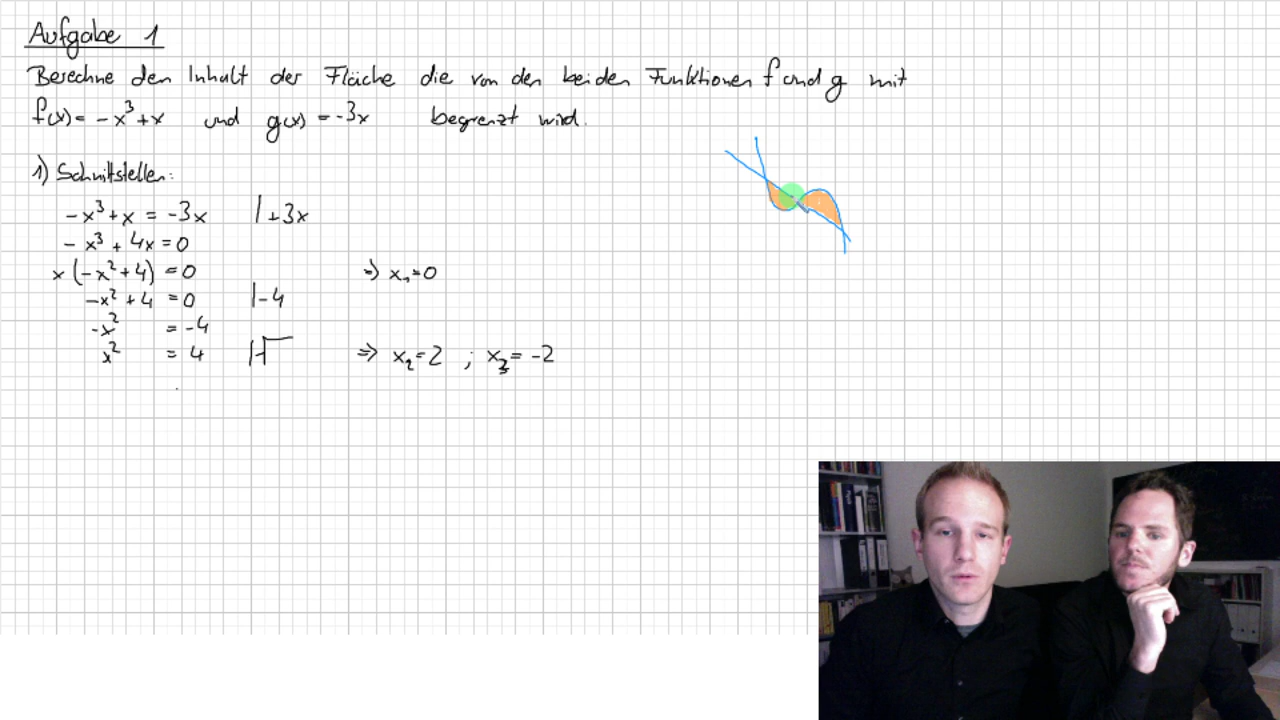 Aufgabe 1
Berechne den Inhalt der Fläche die von den beiden Funktionen f und g mit
f(x) = -x³+x und g(x) = -3x begrenzt wird.
1) Schnittstellen:
-x³+x = -3x |+3x
-x³ + 4x = 0
x (-x²+4) = 0 => x₁=0
-x² + 4 = 0 |-4
-x² = -4
x² = 4 |√ => x₂=2 ; x₃= -2